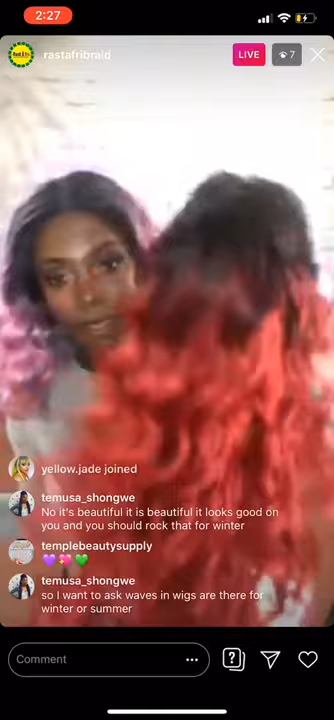 2:27
rastafribraid
LIVE
7
yellow.jade joined
temusa_shongwe
No it's beautiful it is beautiful it looks good on
you and you should rock that for winter
templebeautysupply
💜💖💚
temusa_shongwe
so I want to ask waves in wigs are there for
winter or summer
Comment